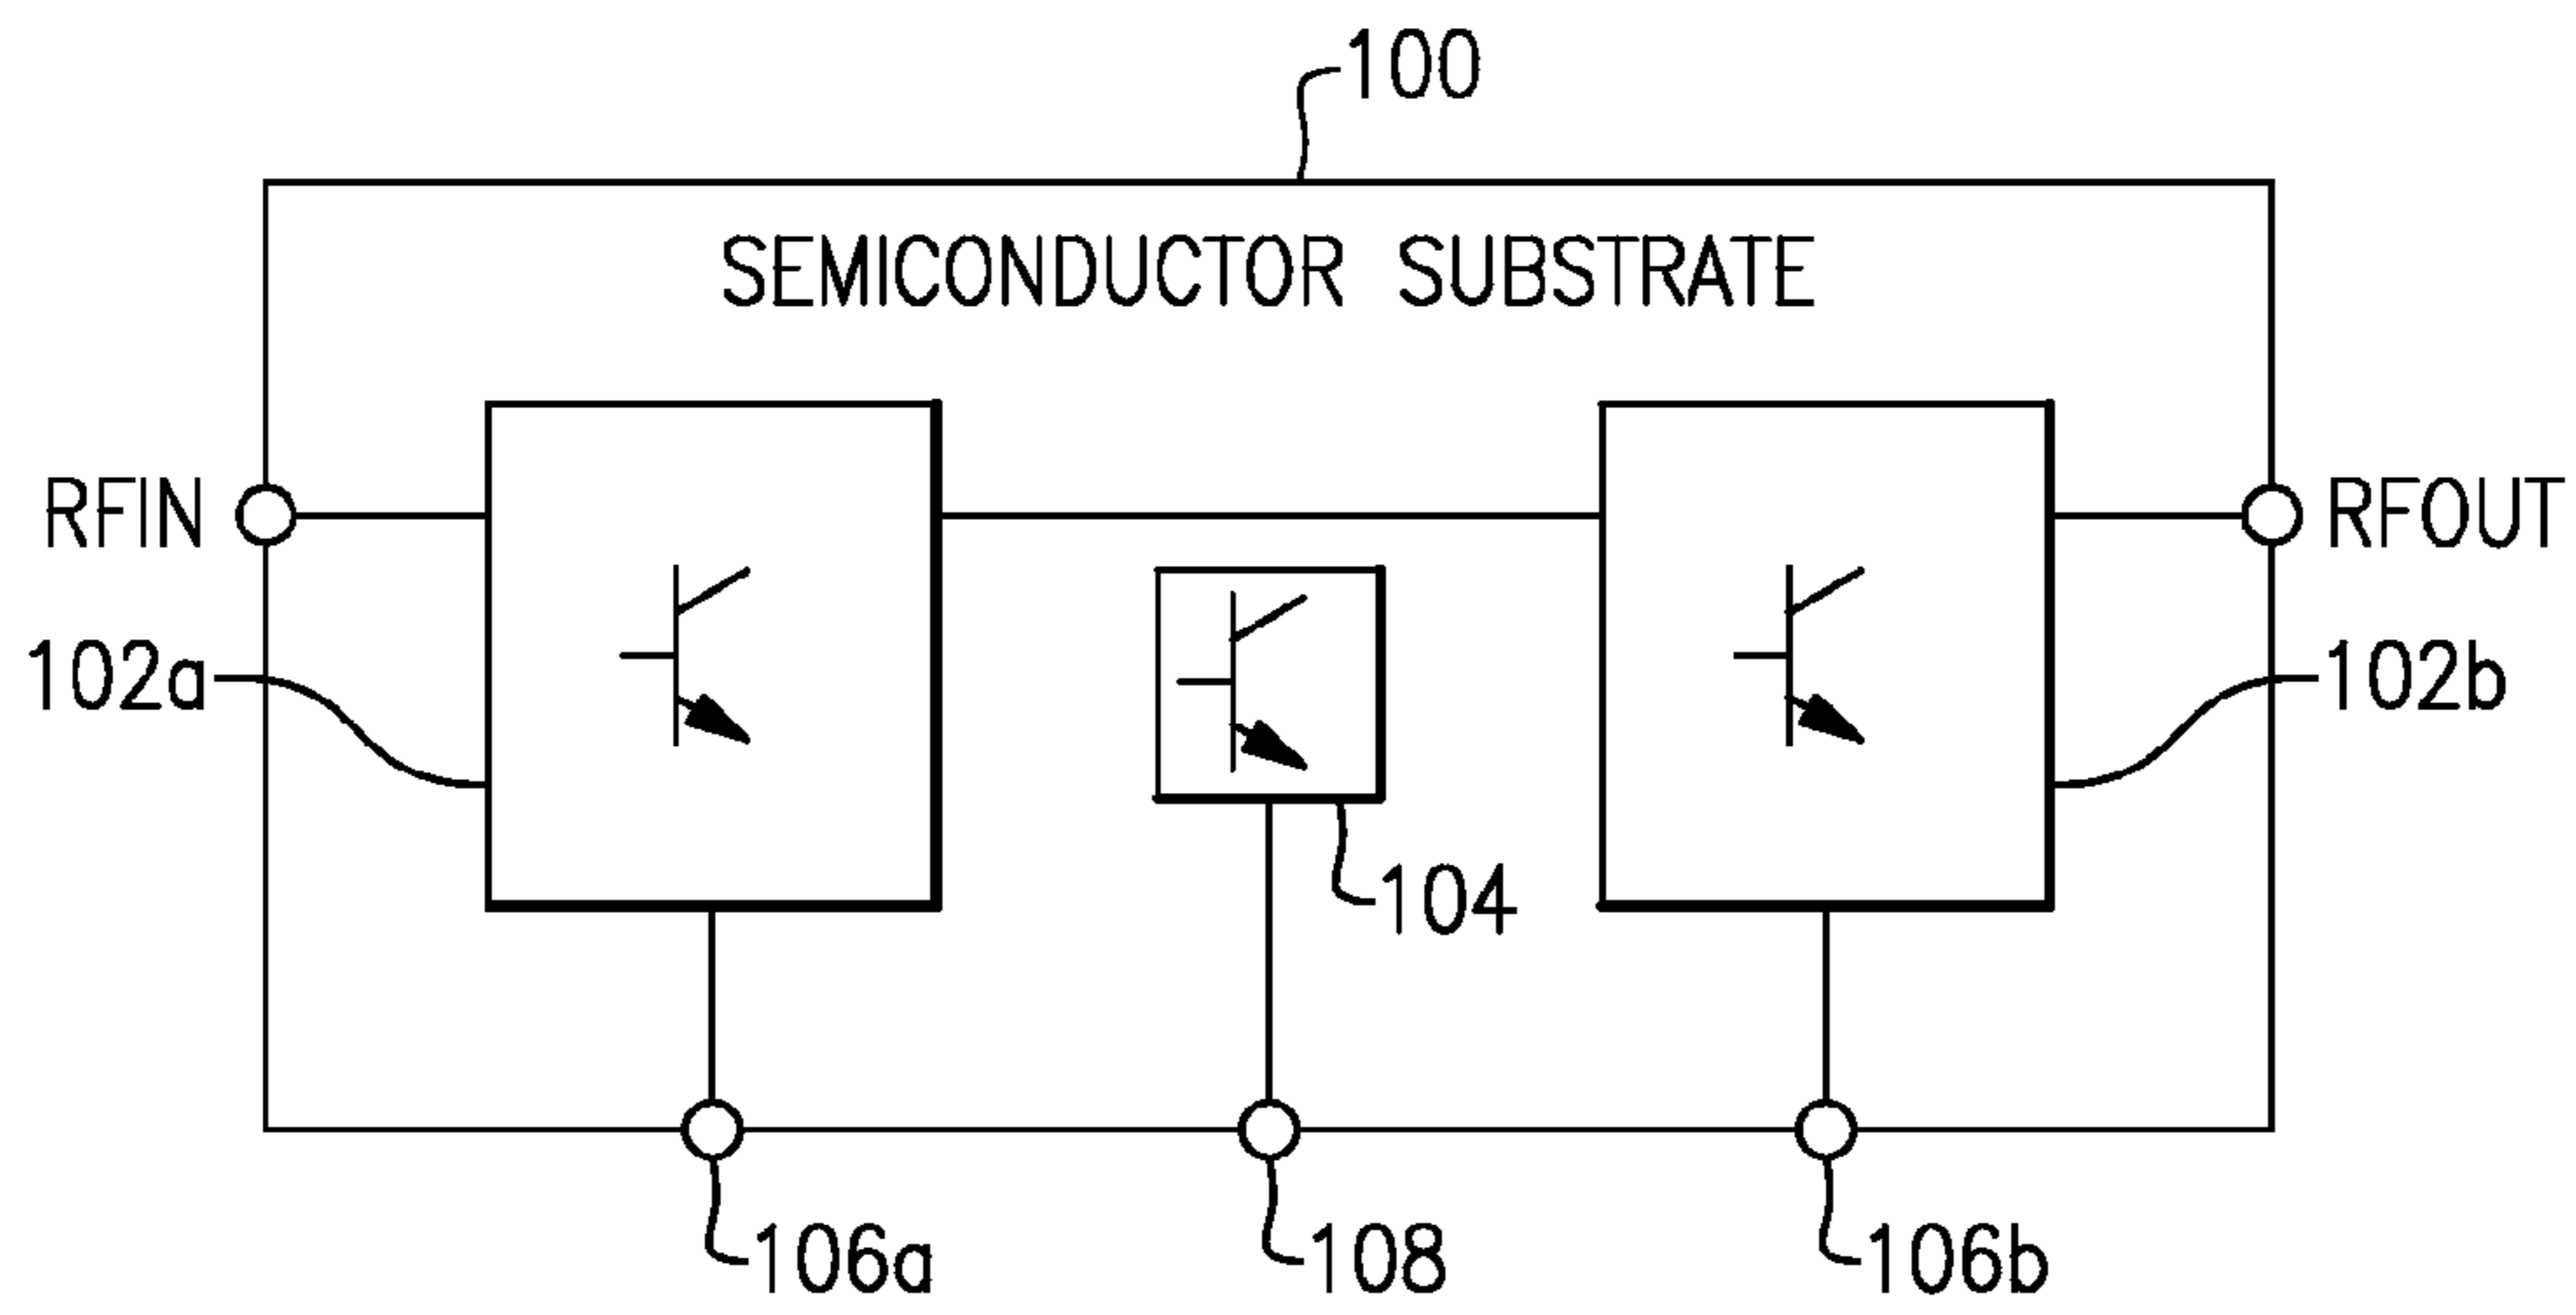 100
SEMICONDUCTOR SUBSTRATE
RFIN
RFOUT
102a
102b
104
106a
108
106b